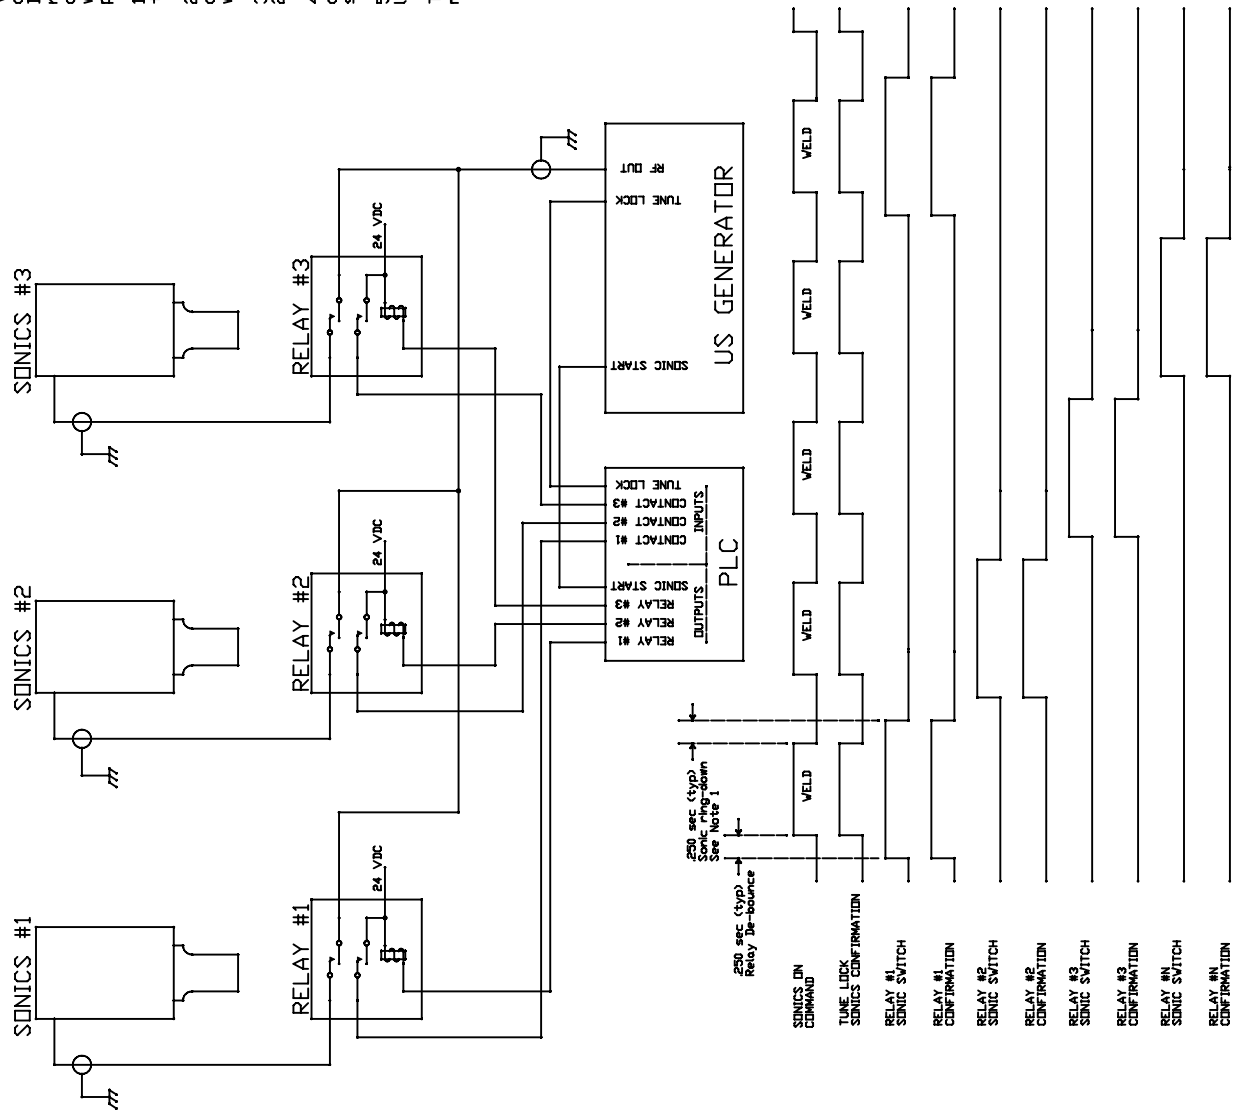 SONICS #1
SONICS #2
SONICS #3
RELAY #1
24 VDC
RELAY #2
24 VDC
RELAY #3
24 VDC
RELAY #1
RELAY #2
RELAY #3
SONIC START
CONTACT #1
CONTACT #2
CONTACT #3
TUNE LOCK
OUTPUTS
INPUTS
PLC
SONIC START
TUNE LOCK
RF OUT
US GENERATOR
.250 sec (typ)
Sonic ring-down
See Note 1
.250 sec (typ)
Relay De-bounce
SONICS ON
COMMAND
WELD
WELD
WELD
WELD
WELD
TUNE LOCK
SONICS CONFIRMATION
RELAY #1
SONIC SWITCH
RELAY #1
CONFIRMATION
RELAY #2
SONIC SWITCH
RELAY #2
CONFIRMATION
RELAY #3
SONIC SWITCH
RELAY #3
CONFIRMATION
RELAY #N
SONIC SWITCH
RELAY #N
CONFIRMATION